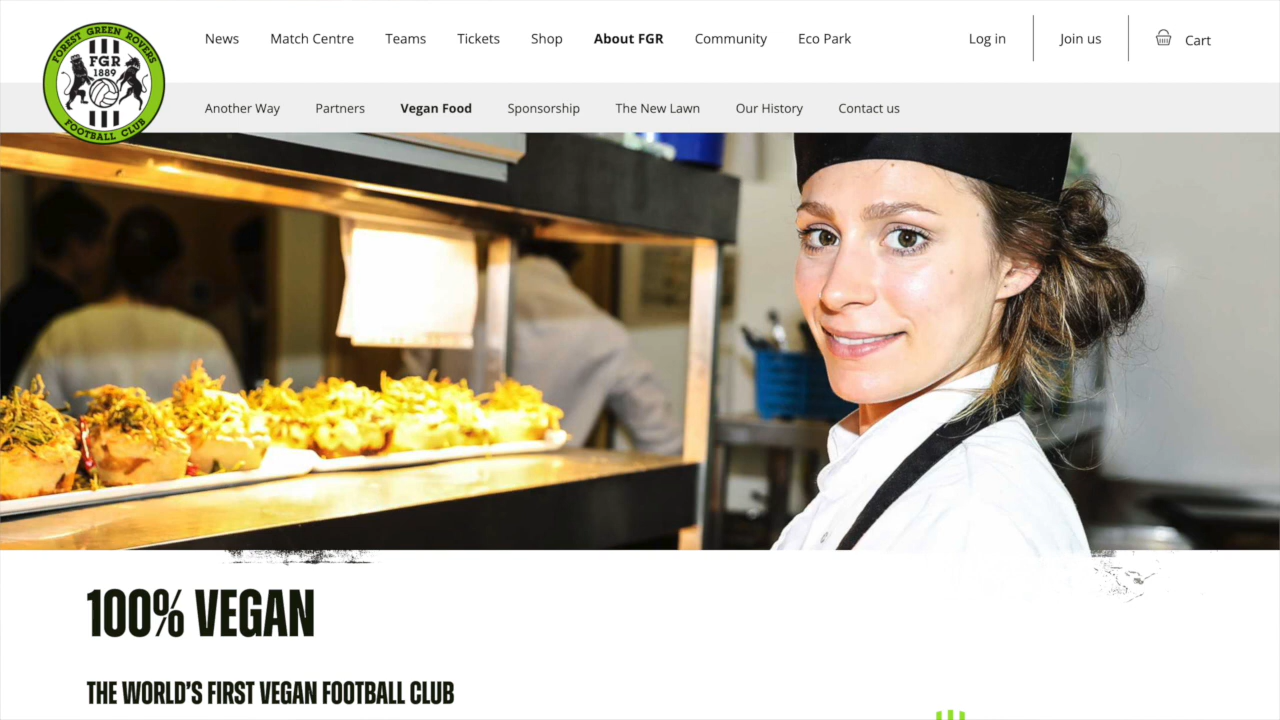 FOREST GREEN ROVERS
FGR
1889
FOOTBALL CLUB
News Match Centre Teams Tickets Shop About FGR Community Eco Park Log in Join us Cart
Another Way Partners Vegan Food Sponsorship The New Lawn Our History Contact us
100% VEGAN
THE WORLD'S FIRST VEGAN FOOTBALL CLUB